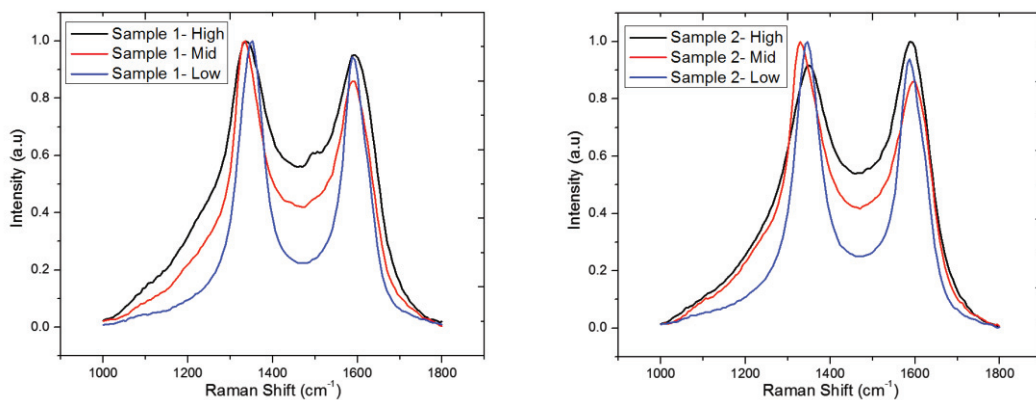 Sample 1- High
Sample 1- Mid
Sample 1- Low
1.0
0.8
0.6
0.4
0.2
0.0
Intensity (a.u)
1000 1200 1400 1600 1800
Raman Shift (cm⁻¹)
Sample 2- High
Sample 2- Mid
Sample 2- Low
1.0
0.8
0.6
0.4
0.2
0.0
Intensity (a.u)
1000 1200 1400 1600 1800
Raman Shift (cm⁻¹)